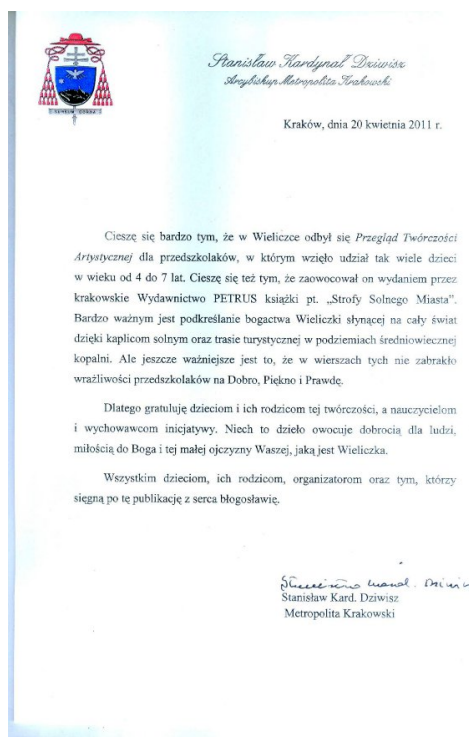 Stanisław Kardynał Dziwisz
Arcybiskup Metropolita Krakowski
SURSUM CORDA
Kraków, dnia 20 kwietnia 2011 r.
Cieszę się bardzo tym, że w Wieliczce odbył się Przegląd Twórczości
Artystycznej dla przedszkolaków, w którym wzięło udział tak wiele dzieci
w wieku od 4 do 7 lat. Cieszę się też tym, że zaowocował on wydaniem przez
krakowskie Wydawnictwo PETRUS książki pt. „Strofy Solnego Miasta”.
Bardzo ważnym jest podkreślanie bogactwa Wieliczki słynącej na cały świat
dzięki kaplicom solnym oraz trasie turystycznej w podziemiach średniowiecznej
kopalni. Ale jeszcze ważniejsze jest to, że w wierszach tych nie zabrakło
wrażliwości przedszkolaków na Dobro, Piękno i Prawdę.
Dlatego gratuluję dzieciom i ich rodzicom tej twórczości, a nauczycielom
i wychowawcom inicjatywy. Niech to dzieło owocuje dobrocią dla ludzi,
miłością do Boga i tej małej ojczyzny Waszej, jaką jest Wieliczka.
Wszystkim dzieciom, ich rodzicom, organizatorom oraz tym, którzy
sięgną po tę publikację z serca błogosławię.
Stanisław Kard. Dziwisz
Metropolita Krakowski